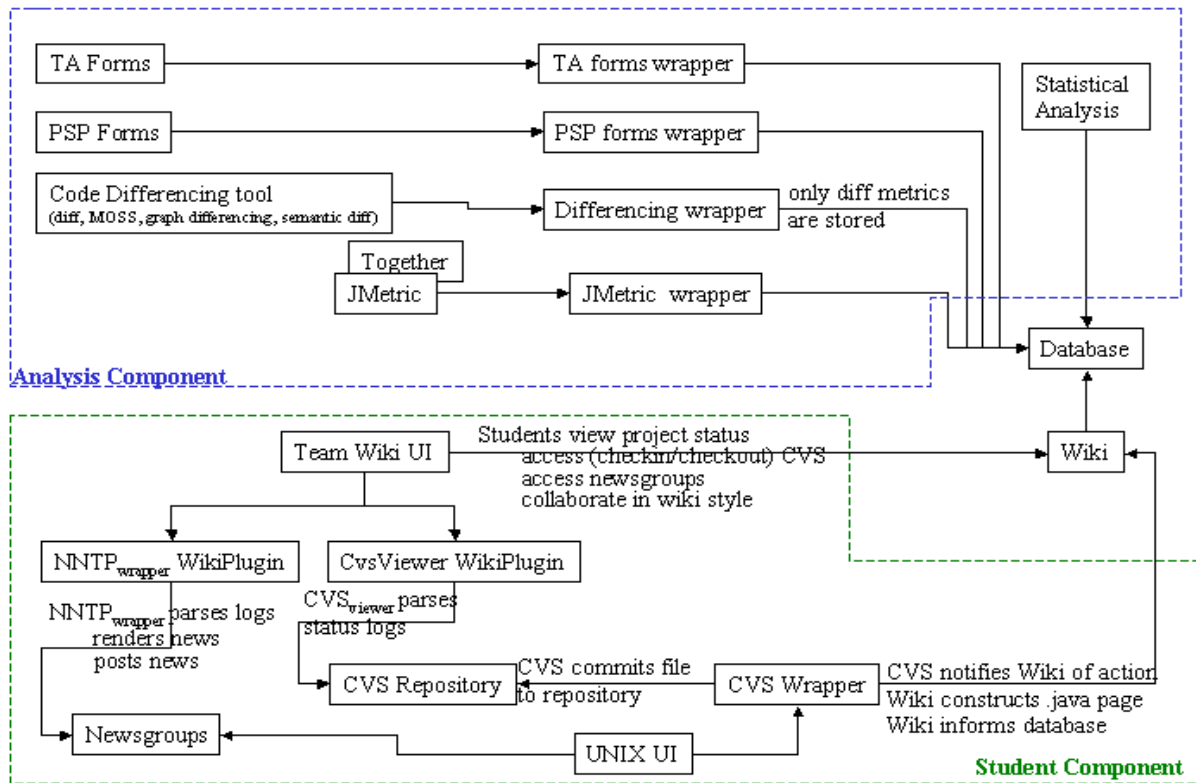 TA Forms
TA forms wrapper
Statistical
Analysis
PSP Forms
PSP forms wrapper
Code Differencing tool
(diff, MOSS, graph differencing, semantic diff)
Differencing wrapper
only diff metrics
are stored
Together
JMetric
JMetric wrapper
Database
Analysis Component
Team Wiki UI
Students view project status
access (checkin/checkout) CVS
access newsgroups
collaborate in wiki style
Wiki
NNTPwrapper WikiPlugin
CvsViewer WikiPlugin
NNTPwrapper parses logs
renders news
posts news
CVSviewer parses
status logs
CVS Repository
CVS commits file
to repository
CVS Wrapper
CVS notifies Wiki of action
Wiki constructs .java page
Wiki informs database
Newsgroups
UNIX UI
Student Component